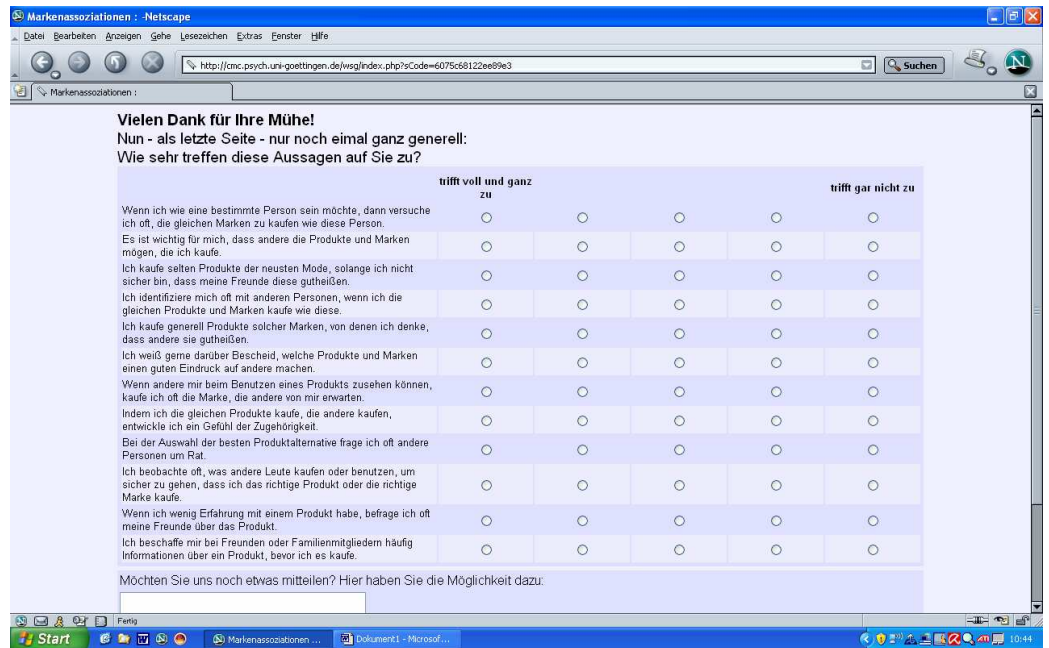 Markenassoziationen : -Netscape
Datei Bearbeiten Anzeigen Gehe Lesezeichen Extras Fenster Hilfe
http://cmc.psych.uni-goettingen.de/wsg/index.php?sCode=6075c68122ee89e3
Suchen
N
Markenassoziationen :
Vielen Dank für Ihre Mühe!
Nun - als letzte Seite - nur noch eimal ganz generell:
Wie sehr treffen diese Aussagen auf Sie zu?
trifft voll und ganz
zu
trifft gar nicht zu
Wenn ich wie eine bestimmte Person sein möchte, dann versuche
ich oft, die gleichen Marken zu kaufen wie diese Person.
Es ist wichtig für mich, dass andere die Produkte und Marken
mögen, die ich kaufe.
Ich kaufe selten Produkte der neusten Mode, solange ich nicht
sicher bin, dass meine Freunde diese gutheißen.
Ich identifiziere mich oft mit anderen Personen, wenn ich die
gleichen Produkte und Marken kaufe wie diese.
Ich kaufe generell Produkte solcher Marken, von denen ich denke,
dass andere sie gutheißen.
Ich weiß gerne darüber Bescheid, welche Produkte und Marken
einen guten Eindruck auf andere machen.
Wenn andere mir beim Benutzen eines Produkts zusehen können,
kaufe ich oft die Marke, die andere von mir erwarten.
Indem ich die gleichen Produkte kaufe, die andere kaufen,
entwickle ich ein Gefühl der Zugehörigkeit.
Bei der Auswahl der besten Produktalternative frage ich oft andere
Personen um Rat.
Ich beobachte oft, was andere Leute kaufen oder benutzen, um
sicher zu gehen, dass ich das richtige Produkt oder die richtige
Marke kaufe.
Wenn ich wenig Erfahrung mit einem Produkt habe, befrage ich oft
meine Freunde über das Produkt.
Ich beschaffe mir bei Freunden oder Familienmitgliedern häufig
Informationen über ein Produkt, bevor ich es kaufe.
Möchten Sie uns noch etwas mitteilen? Hier haben Sie die Möglichkeit dazu:
Fertig
Start
Markenassoziationen ...
Dokument1 - Microsof...
10:44